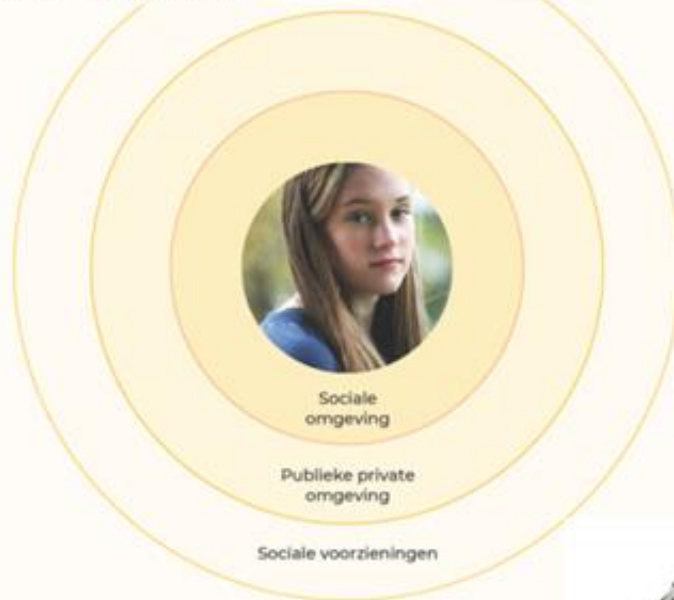 Sociale
omgeving
Publieke private
omgeving
Sociale voorzieningen